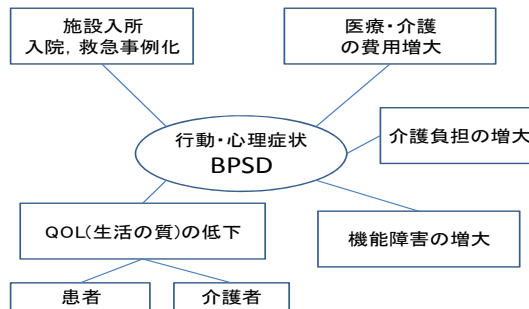 施設入所
入院，救急事例化
医療・介護
の費用増大
行動・心理症状
BPSD
介護負担の増大
QOL(生活の質)の低下
機能障害の増大
患者
介護者